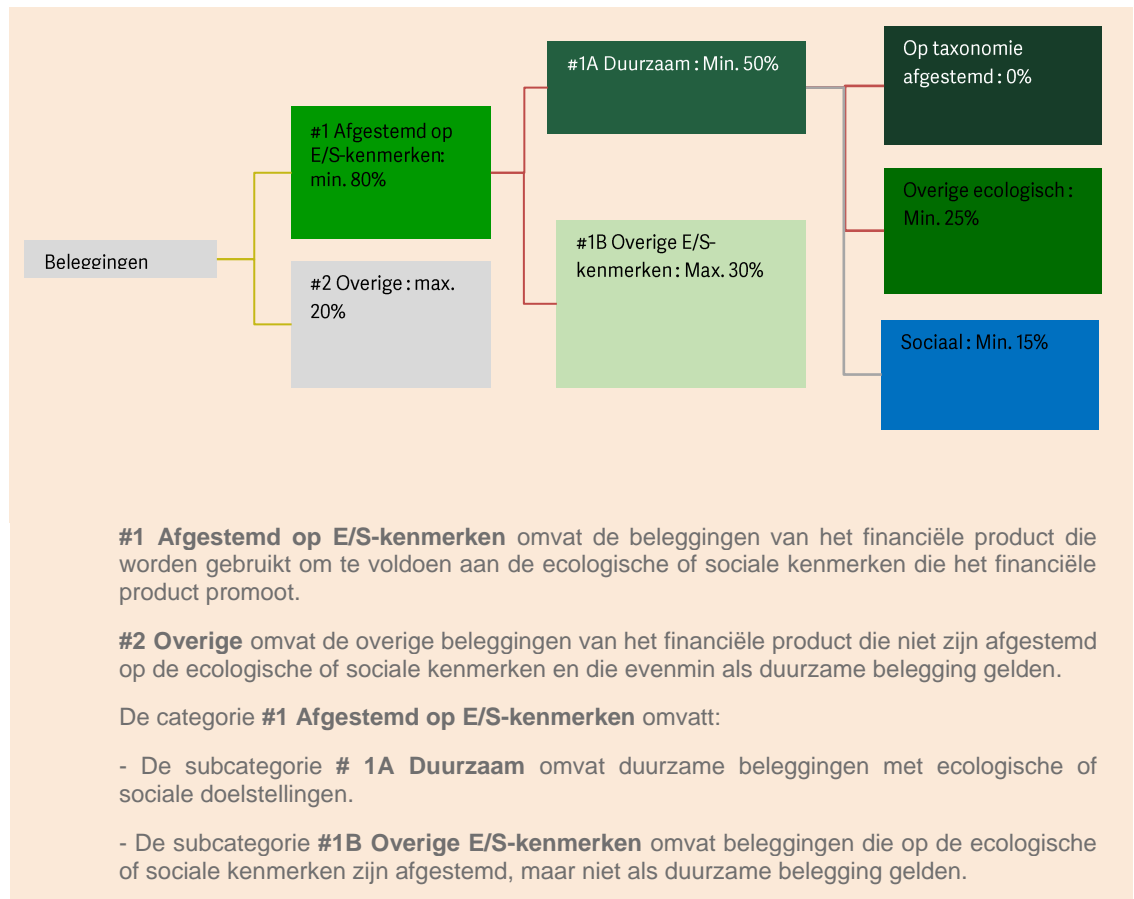 Beleggingen
#1 Afgestemd op
E/S-kenmerken:
min. 80%
#2 Overige : max.
20%
#1A Duurzaam : Min. 50%
#1B Overige E/S-
kenmerken : Max. 30%
Op taxonomie
afgestemd : 0%
Overige ecologisch :
Min. 25%
Sociaal : Min. 15%
#1 Afgestemd op E/S-kenmerken omvat de beleggingen van het financiële product die
worden gebruikt om te voldoen aan de ecologische of sociale kenmerken die het financiële
product promoot.
#2 Overige omvat de overige beleggingen van het financiële product die niet zijn afgestemd
op de ecologische of sociale kenmerken en die evenmin als duurzame belegging gelden.
De categorie #1 Afgestemd op E/S-kenmerken omvatt:
- De subcategorie # 1A Duurzaam omvat duurzame beleggingen met ecologische of
sociale doelstellingen.
- De subcategorie #1B Overige E/S-kenmerken omvat beleggingen die op de ecologische
of sociale kenmerken zijn afgestemd, maar niet als duurzame belegging gelden.